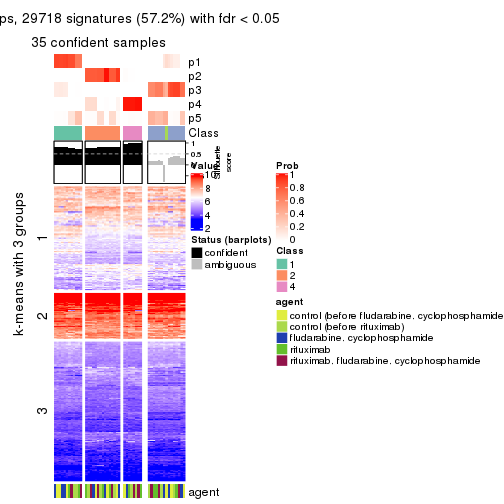 ps, 29718 signatures (57.2%) with fdr < 0.05
35 confident samples
p1
p2
p3
p4
p5
Class
1
0.5
0
Silhouette
score
k-means with 3 groups
1
2
3
agent
Value
10
8
6
4
2
Status (barplots)
confident
ambiguous
Prob
1
0.8
0.6
0.4
0.2
0
Class
1
2
4
agent
control (before fludarabine, cyclophosphamide
control (before rituximab)
fludarabine, cyclophosphamide
rituximab
rituximab, fludarabine, cyclophosphamide